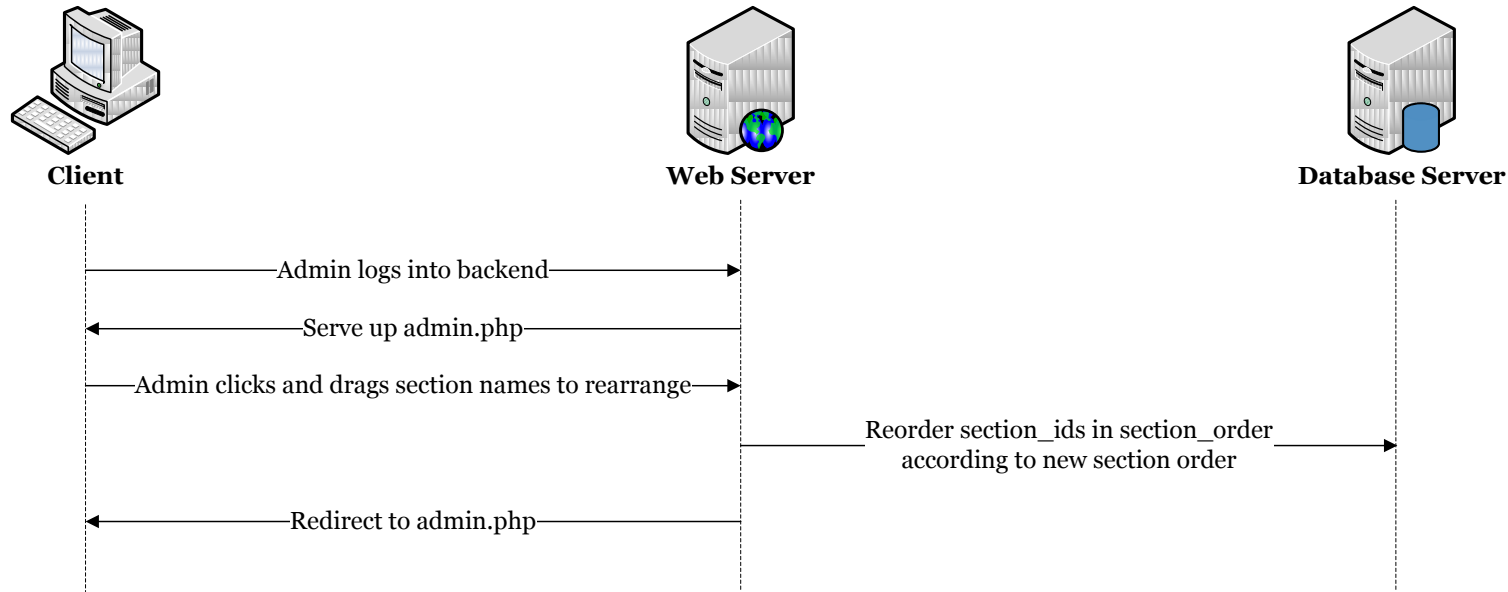 Client
Web Server
Database Server
Admin logs into backend
Serve up admin.php
Admin clicks and drags section names to rearrange
Reorder section_ids in section_order
according to new section order
Redirect to admin.php